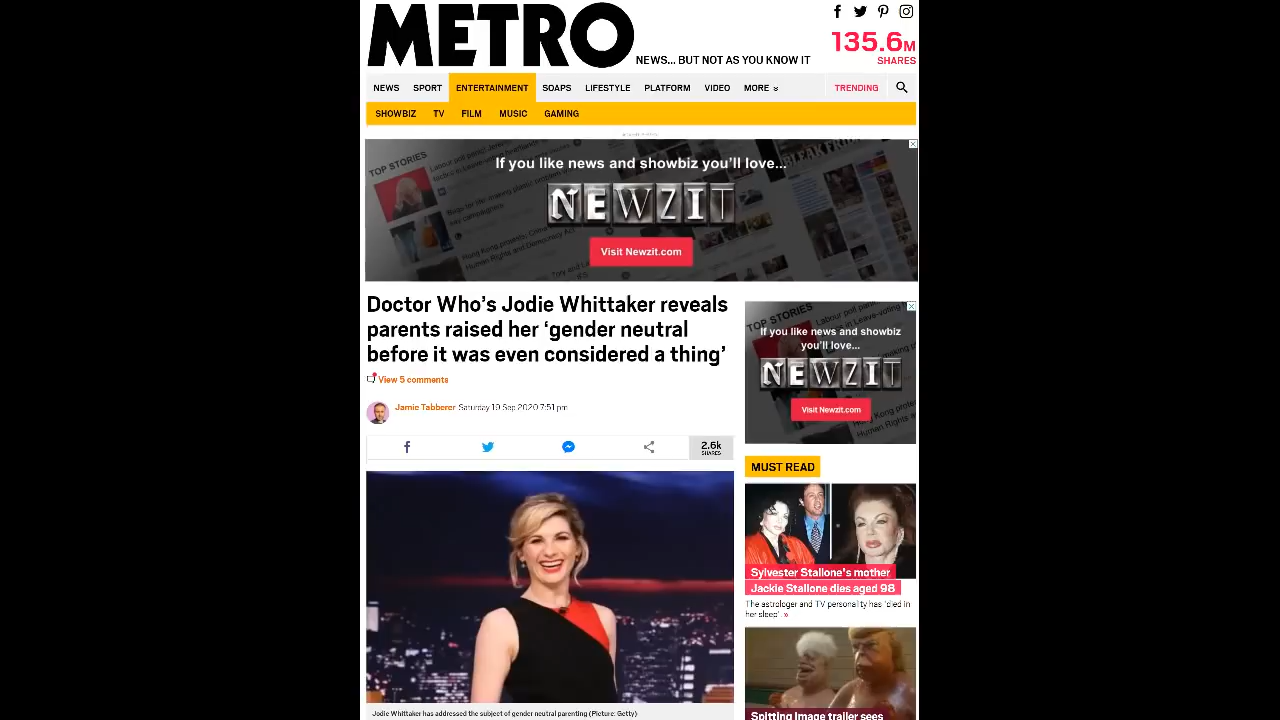 METRO
NEWS... BUT NOT AS YOU KNOW IT
135.6M
SHARES
NEWS SPORT ENTERTAINMENT SOAPS LIFESTYLE PLATFORM VIDEO MORE TRENDING
SHOWBIZ TV FILM MUSIC GAMING
If you like news and showbiz you'll love...
TOP STORIES
NEWZIT
Visit Newzit.com
Doctor Who's Jodie Whittaker reveals
parents raised her 'gender neutral
before it was even considered a thing'
View 5 comments
Jamie Tabberer Saturday 19 Sep 2020 7:51 pm
2.6k
SHARES
Jodie Whittaker has addressed the subject of gender neutral parenting (Picture: Getty)
TOP STORIES
If you like news and showbiz
you'll love...
NEWZIT
Visit Newzit.com
MUST READ
Sylvester Stallone's mother
Jackie Stallone dies aged 98
The astrologer and TV personality has 'died in
her sleep'. »
Spitting Image trailer sees